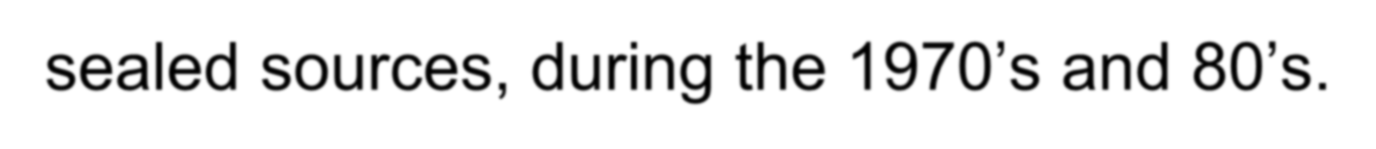 sealed sources, during the 1970’s and 80’s.